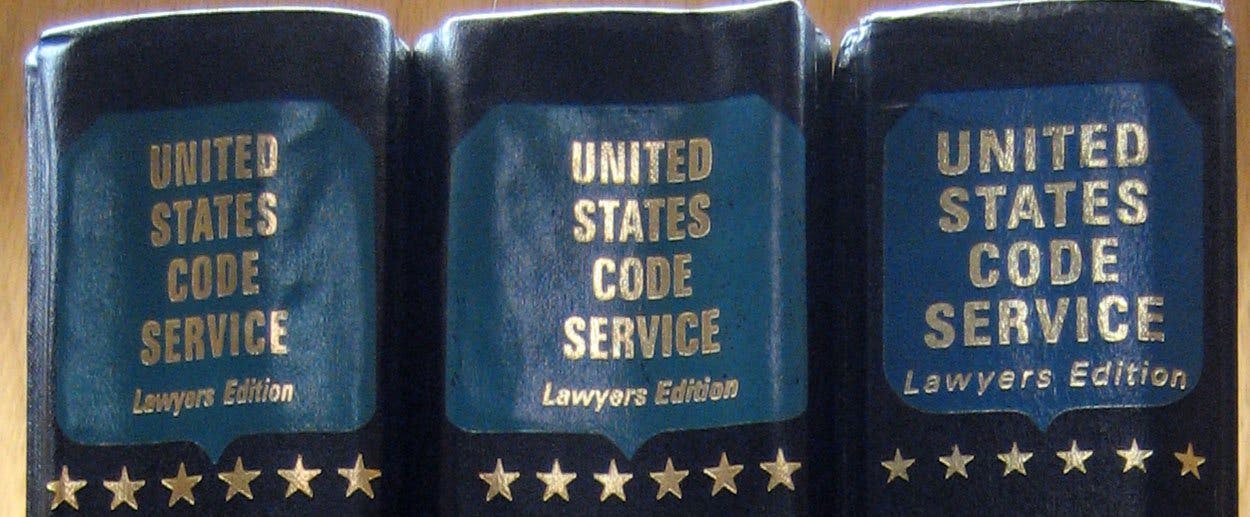 UNITED
STATES
CODE
SERVICE
Lawyers Edition
UNITED
STATES
CODE
SERVICE
Lawyers Edition
UNITED
STATES
CODE
SERVICE
Lawyers Edition